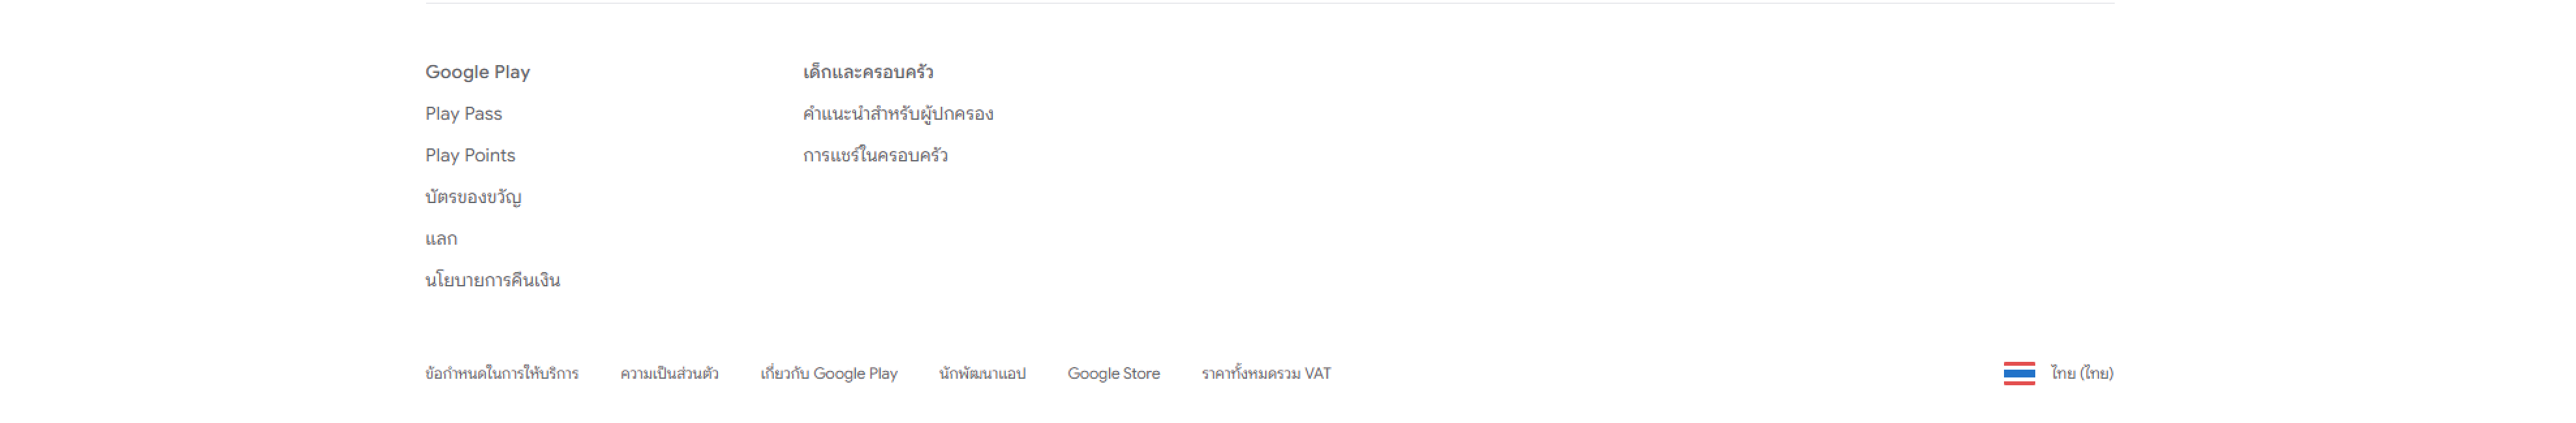 Google Play
Play Pass
Play Points
บัตรของขวัญ
แลก
นโยบายการคืนเงิน
เด็กและครอบครัว
คำแนะนำสำหรับผู้ปกครอง
การแชร์ในครอบครัว
ข้อกำหนดในการให้บริการ ความเป็นส่วนตัว เกี่ยวกับ Google Play นักพัฒนาแอป Google Store ราคาทั้งหมดรวม VAT ไทย (ไทย)